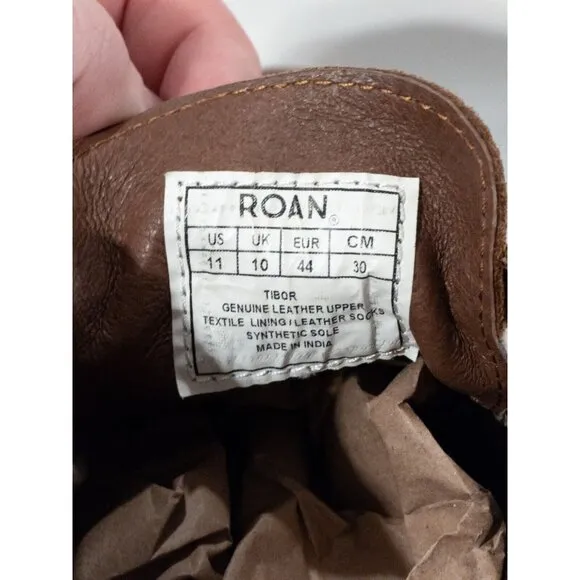 ROAN®
US UK EUR CM
11 10 44 30
TIBOR
GENUINE LEATHER UPPER
TEXTILE LINING/LEATHER SOCKS
SYNTHETIC SOLE
MADE IN INDIA